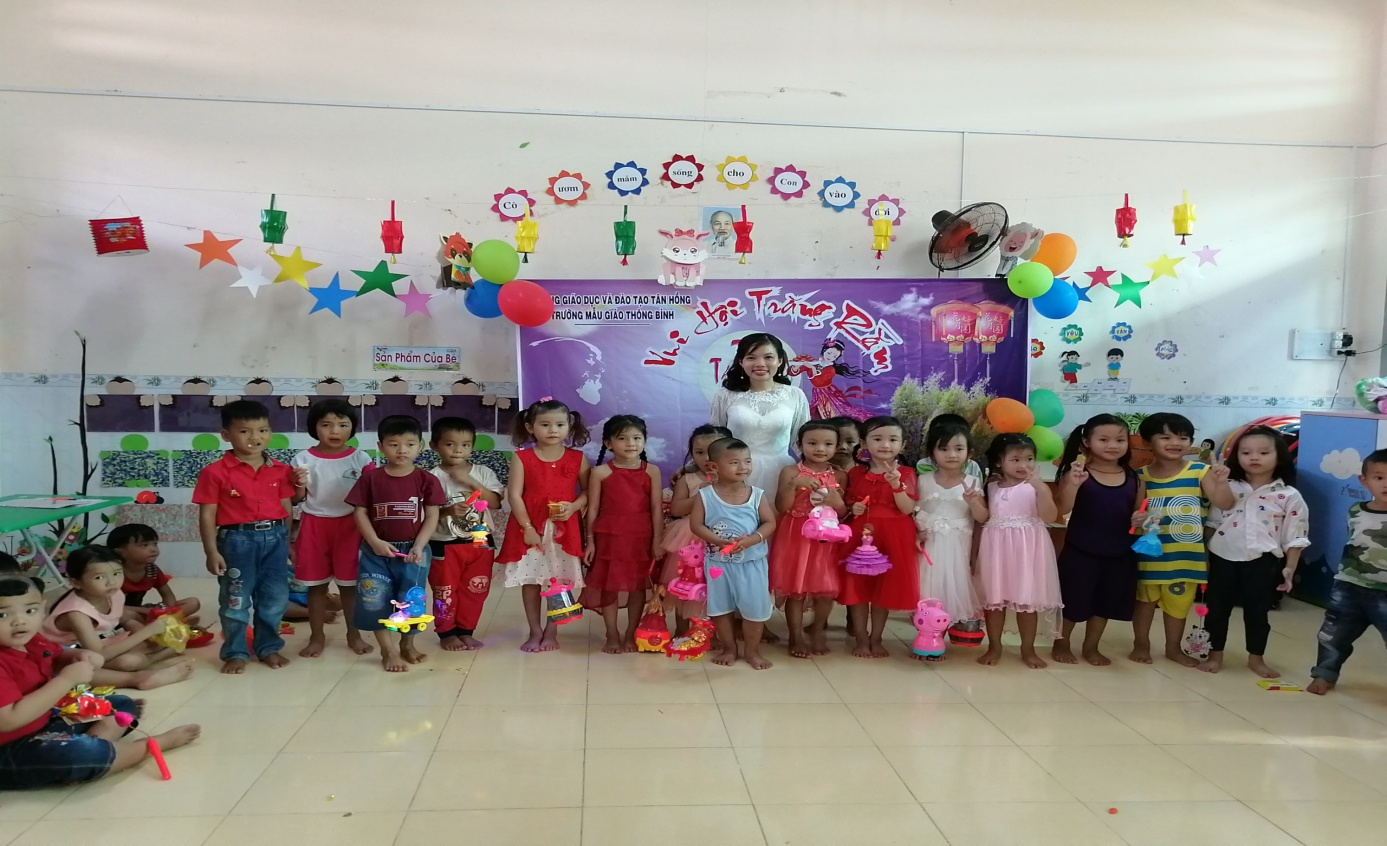 Cô ươm mầm sống cho Con vào đời
NG GIÁO DỤC VÀ ĐÀO TẠO TÂN HỒNG
TRƯỜNG MẪU GIÁO THÔNG BÌNH
Vui Hội Trăng Rằm
Sản Phẩm Của Bé